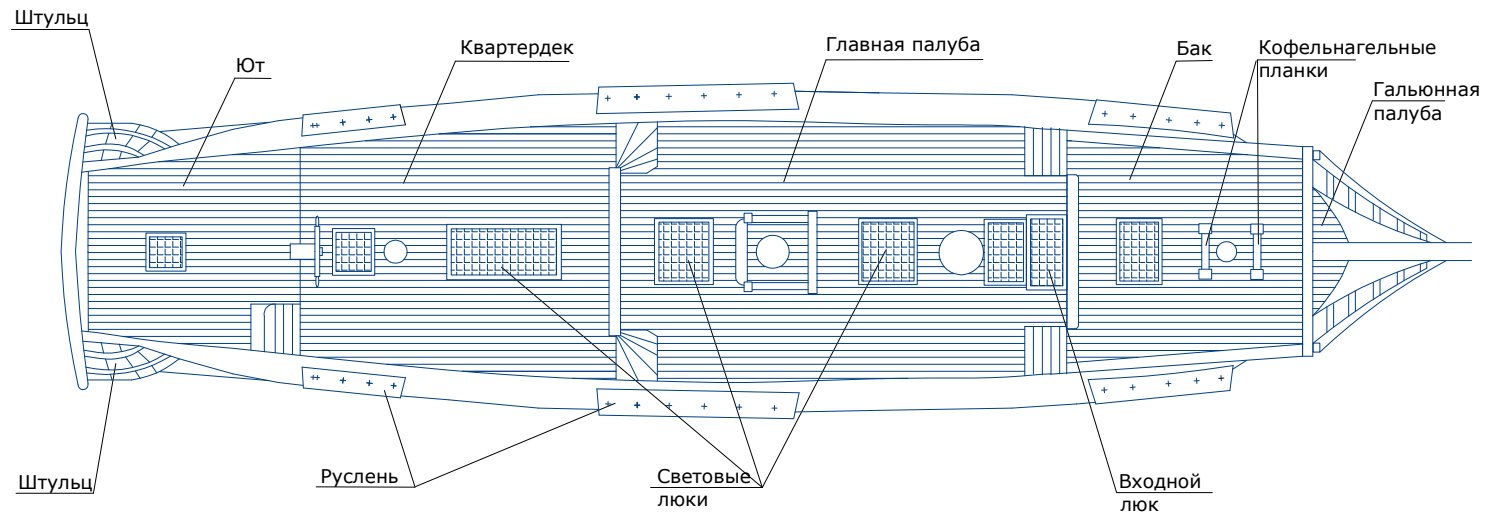 Штульц
Ют
Квартердек
Главная палуба
Бак
Кофельнагельные
планки
Гальюнная
палуба
Штульц
Руслень
Световые
люки
Входной
люк